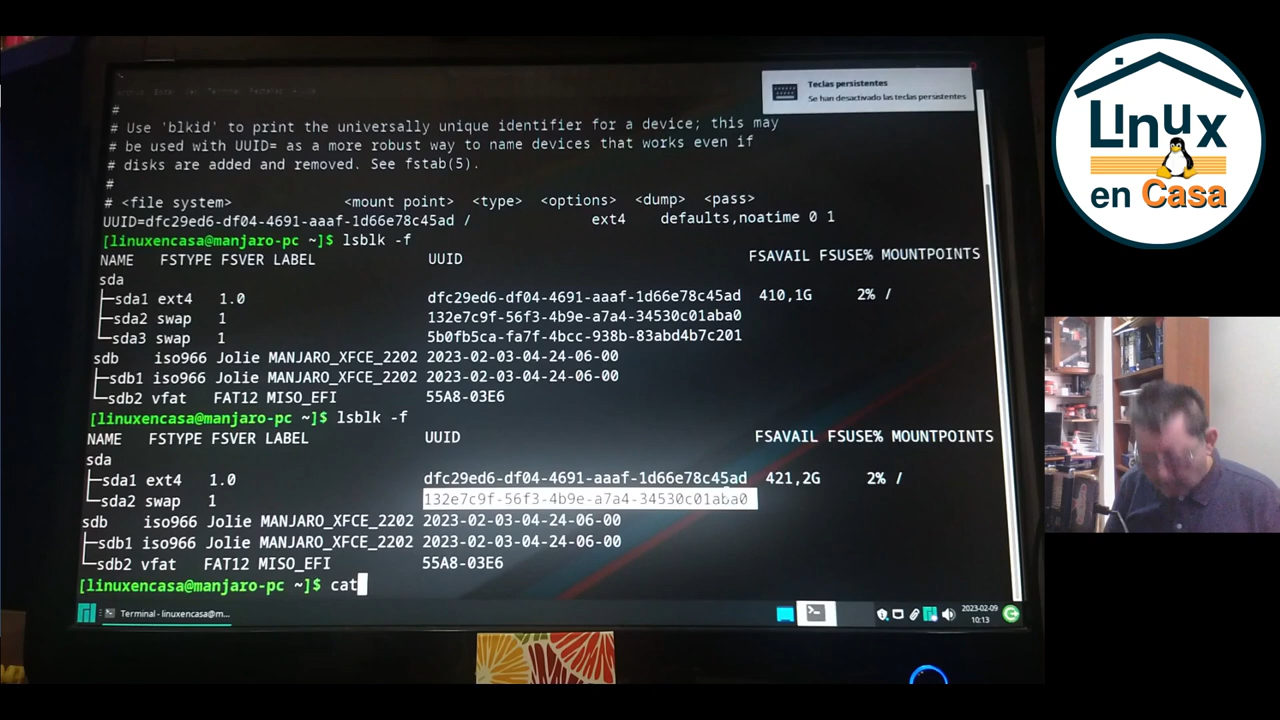 Teclas persistentes
Se han desactivado las teclas persistentes
#
# Use 'blkid' to print the universally unique identifier for a device; this may
# be used with UUID= as a more robust way to name devices that works even if
# disks are added and removed. See fstab(5).
#
# <file system> <mount point> <type> <options> <dump> <pass>
UUID=dfc29ed6-df04-4691-aaaf-1d66e78c45ad / ext4 defaults,noatime 0 1
[linuxencasa@manjaro-pc ~]$ lsblk -f
NAME FSTYPE FSVER LABEL UUID FSAVAIL FSUSE% MOUNTPOINTS
sda
├─sda1 ext4 1.0 dfc29ed6-df04-4691-aaaf-1d66e78c45ad 410,1G 2% /
├─sda2 swap 1 132e7c9f-56f3-4b9e-a7a4-34530c01aba0
└─sda3 swap 1 5b0fb5ca-fa7f-4bcc-938b-83abd4b7c201
sdb iso966 Jolie MANJARO_XFCE_2202 2023-02-03-04-24-06-00
├─sdb1 iso966 Jolie MANJARO_XFCE_2202 2023-02-03-04-24-06-00
└─sdb2 vfat FAT12 MISO_EFI 55A8-03E6
[linuxencasa@manjaro-pc ~]$ lsblk -f
NAME FSTYPE FSVER LABEL UUID FSAVAIL FSUSE% MOUNTPOINTS
sda
├─sda1 ext4 1.0 dfc29ed6-df04-4691-aaaf-1d66e78c45ad 421,2G 2% /
└─sda2 swap 1 132e7c9f-56f3-4b9e-a7a4-34530c01aba0
sdb iso966 Jolie MANJARO_XFCE_2202 2023-02-03-04-24-06-00
├─sdb1 iso966 Jolie MANJARO_XFCE_2202 2023-02-03-04-24-06-00
└─sdb2 vfat FAT12 MISO_EFI 55A8-03E6
[linuxencasa@manjaro-pc ~]$ cat
Terminal - linuxencasa@m...
2023-02-09
10:13
Linux
en Casa